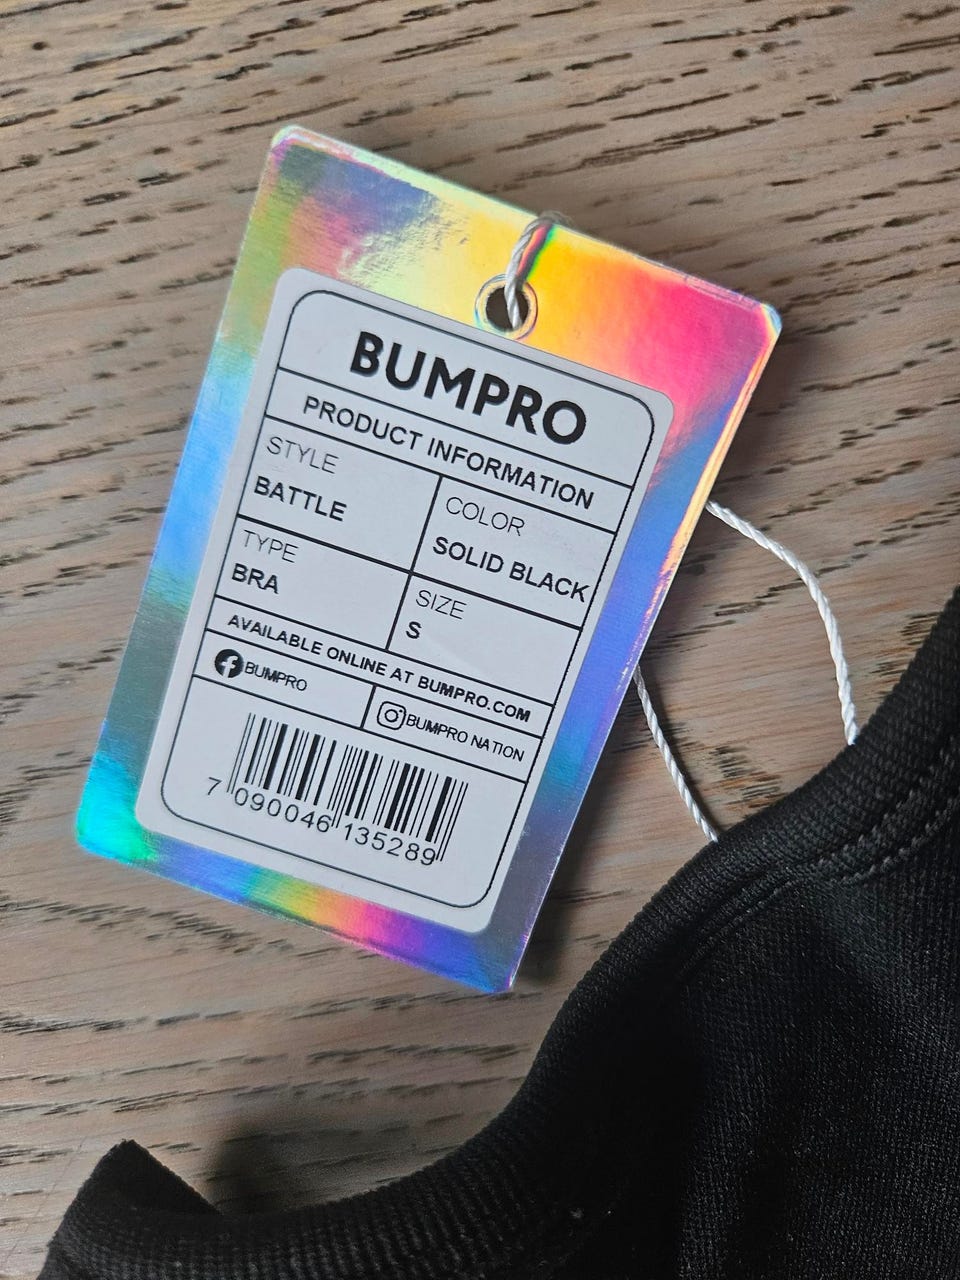 BUMPRO
PRODUCT INFORMATION
STYLE
BATTLE
COLOR
SOLID BLACK
TYPE
BRA
SIZE
S
AVAILABLE ONLINE AT BUMPRO.COM
BUMPRO
BUMPRO NATION
7 090046 135289